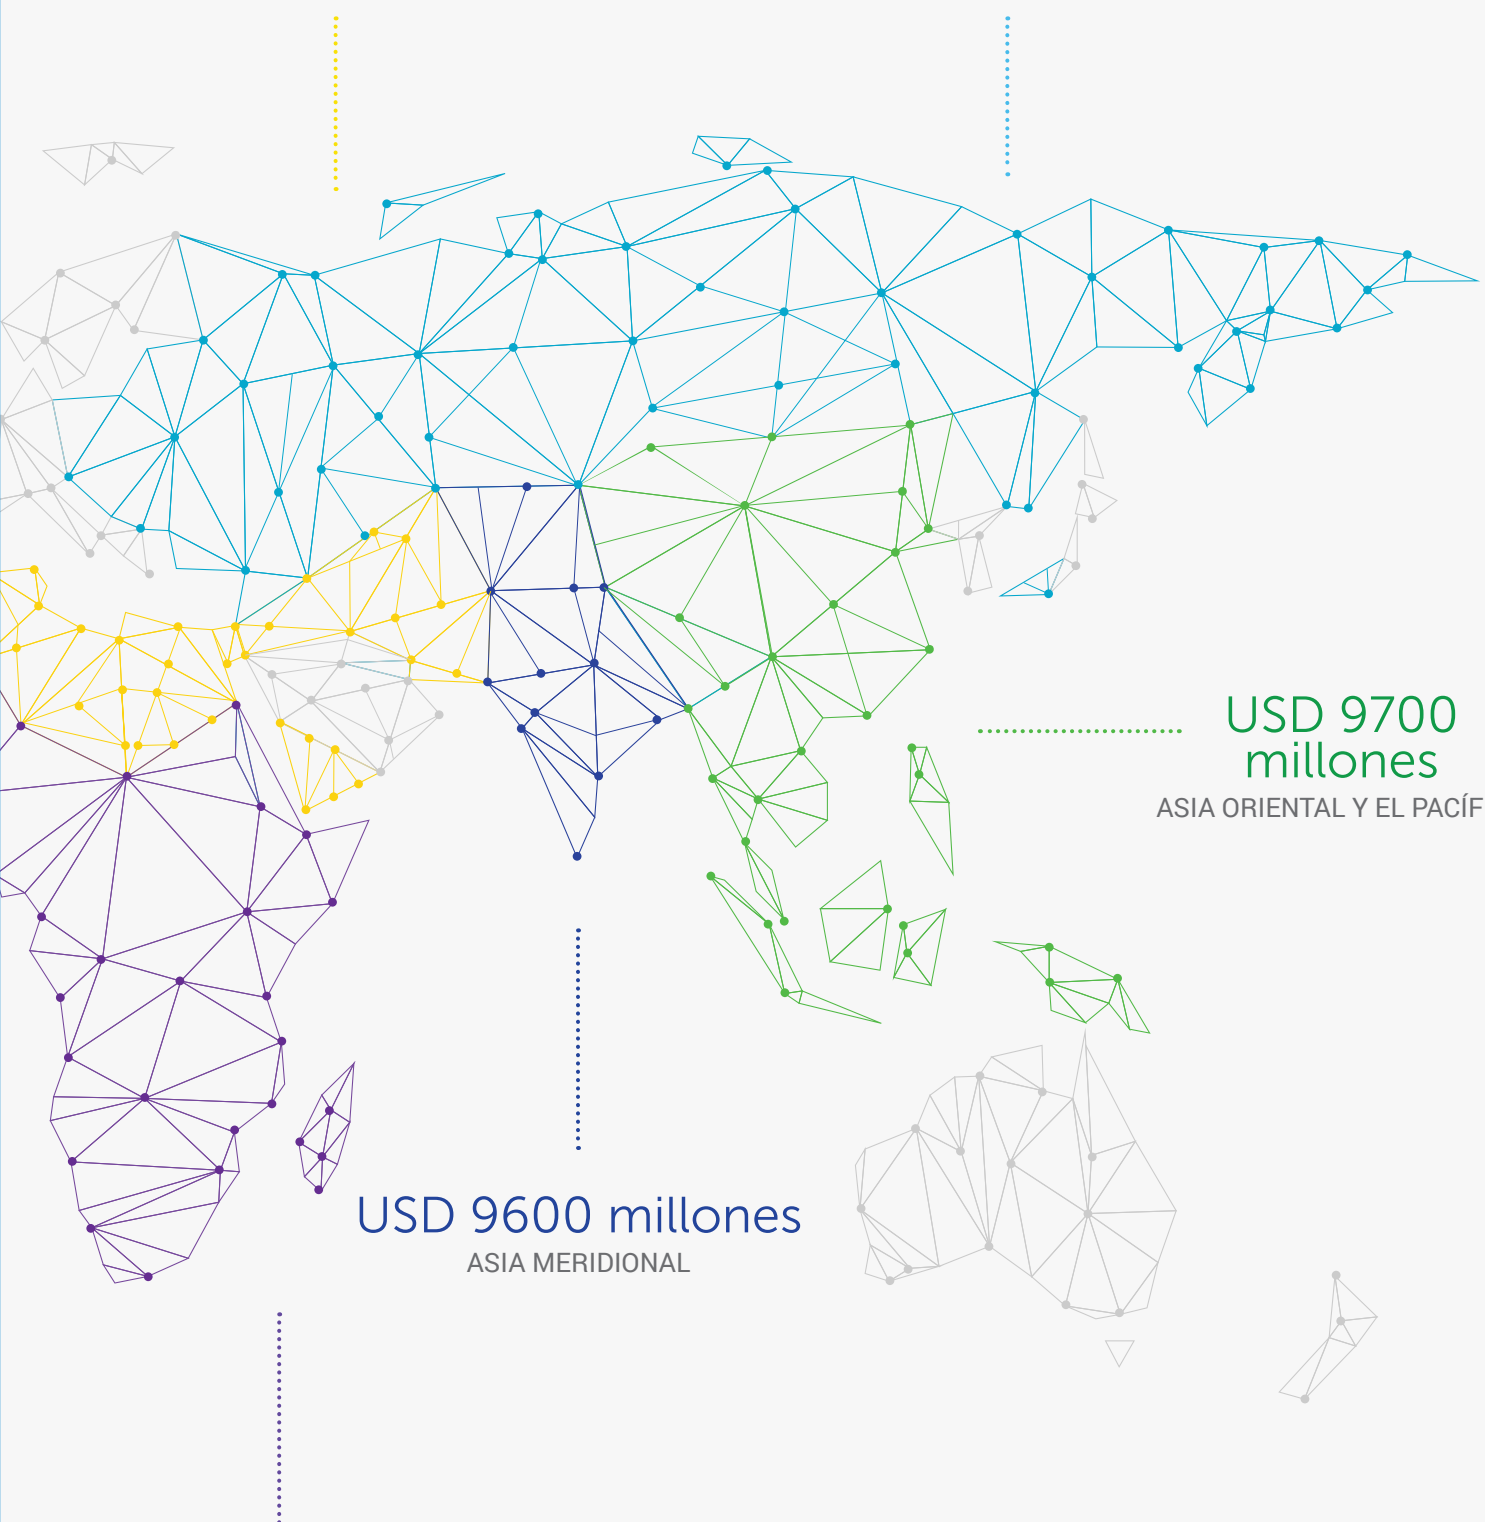 USD 9700
millones
ASIA ORIENTAL Y EL PACÍF
USD 9600 millones
ASIA MERIDIONAL